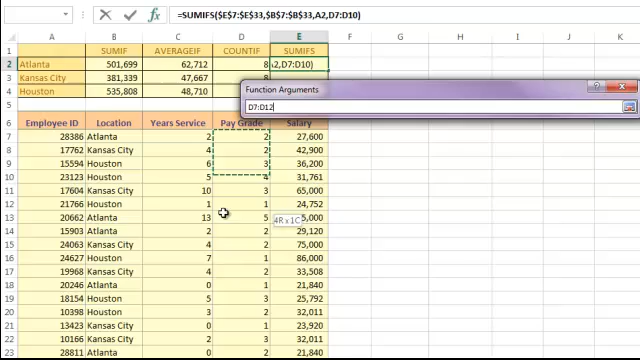 =SUMIFS($E$7:$E$33,$B$7:$B$33,A2,D7:D10)
A B C D E F G H I J K
1 SUMIF AVERAGEIF COUNTIF SUMIFS
2 Atlanta 501,699 62,712 8 A2,D7:D10)
3 Kansas City 381,339 47,667 8
4 Houston 535,808 48,710
Function Arguments
D7:D12
5
6 Employee ID Location Years Service Pay Grade Salary
7 28386 Atlanta 2 2 27,600
8 17762 Kansas City 4 2 42,900
9 15594 Houston 6 3 36,200
10 23123 Houston 5 4 31,761
11 17604 Kansas City 10 3 65,000
12 21766 Houston 1 1 24,752
13 20662 Atlanta 13 5 5,000
4R x 1C
14 15903 Atlanta 2 2 29,120
15 24063 Kansas City 4 2 75,000
16 24627 Houston 7 1 86,000
17 19968 Kansas City 4 2 33,508
18 20246 Atlanta 0 1 21,840
19 18154 Houston 5 3 25,792
20 10398 Houston 3 2 32,011
21 13423 Kansas City 0 1 23,920
22 10166 Kansas City 2 2 32,011
23 28811 Atlanta 0 2 21,840